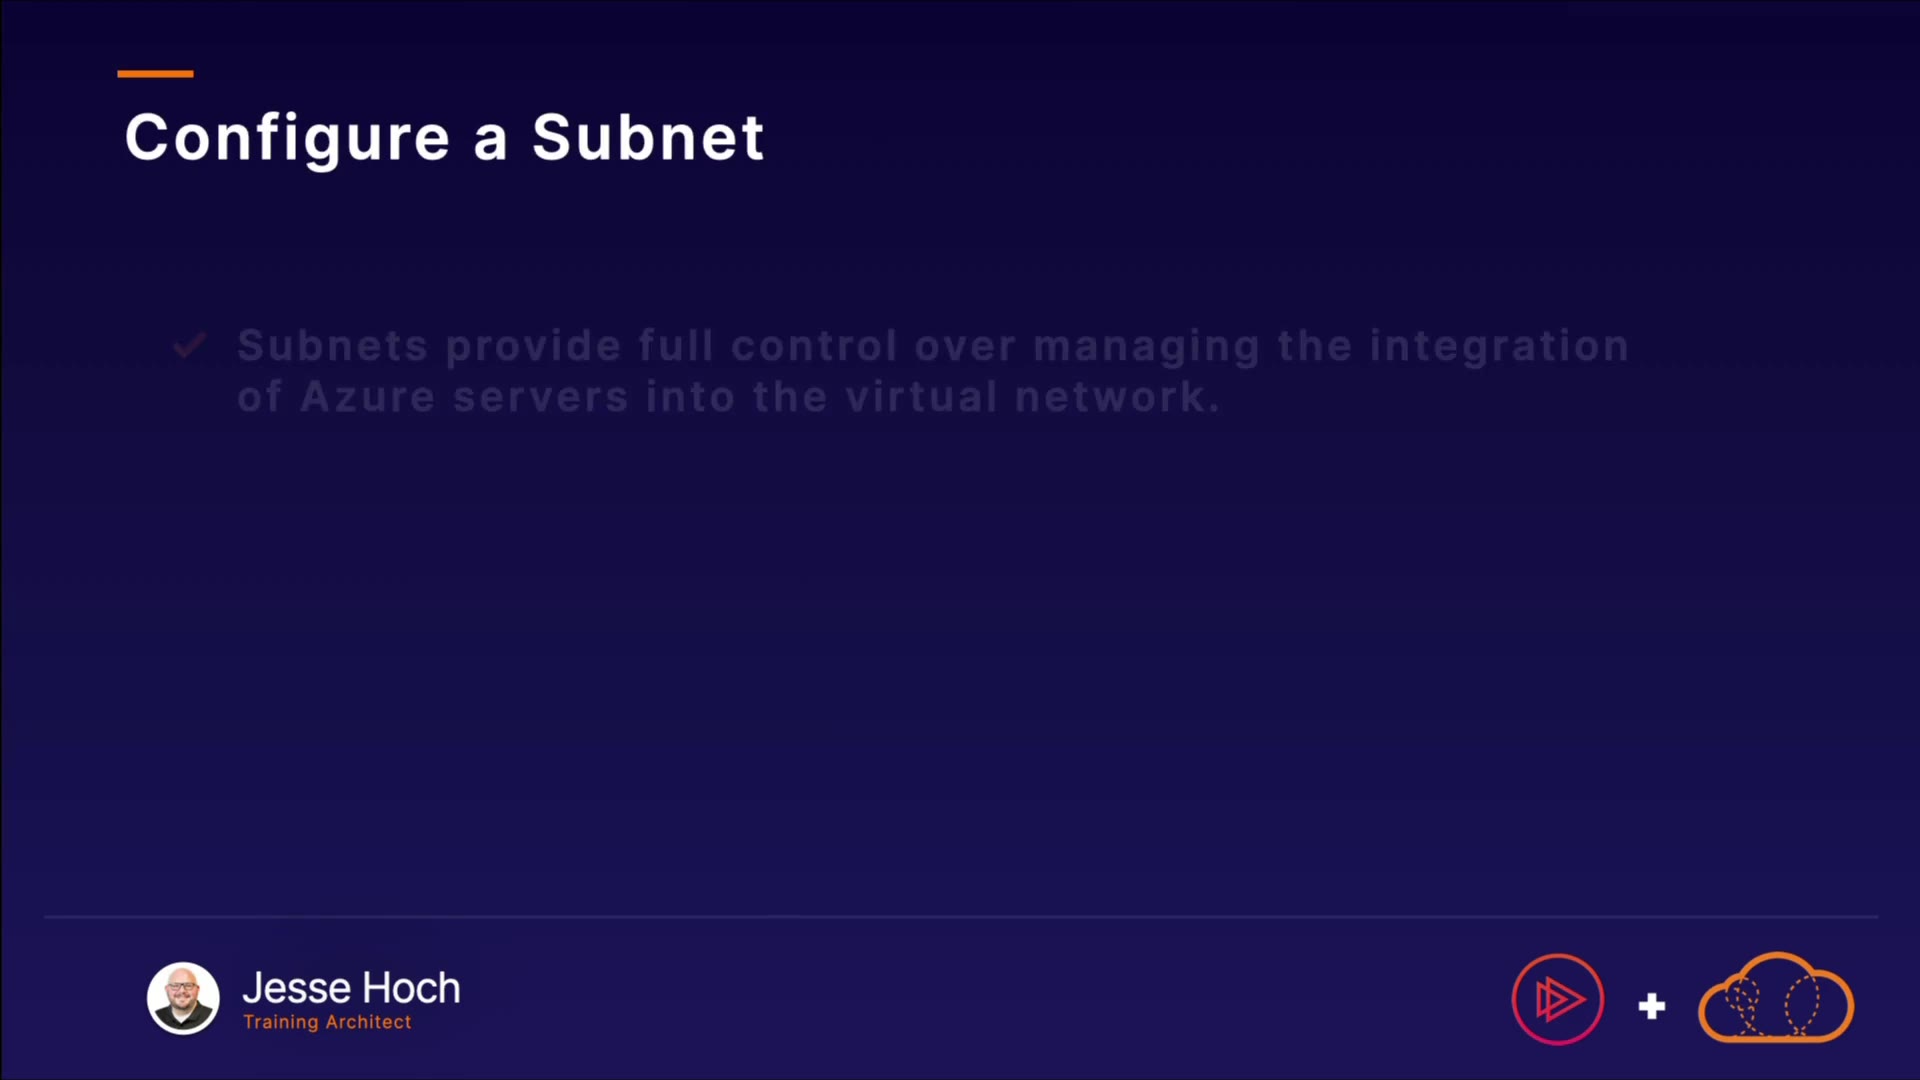 Configure a Subnet
Subnets provide full control over managing the integration
of Azure servers into the virtual network.
Jesse Hoch
Training Architect